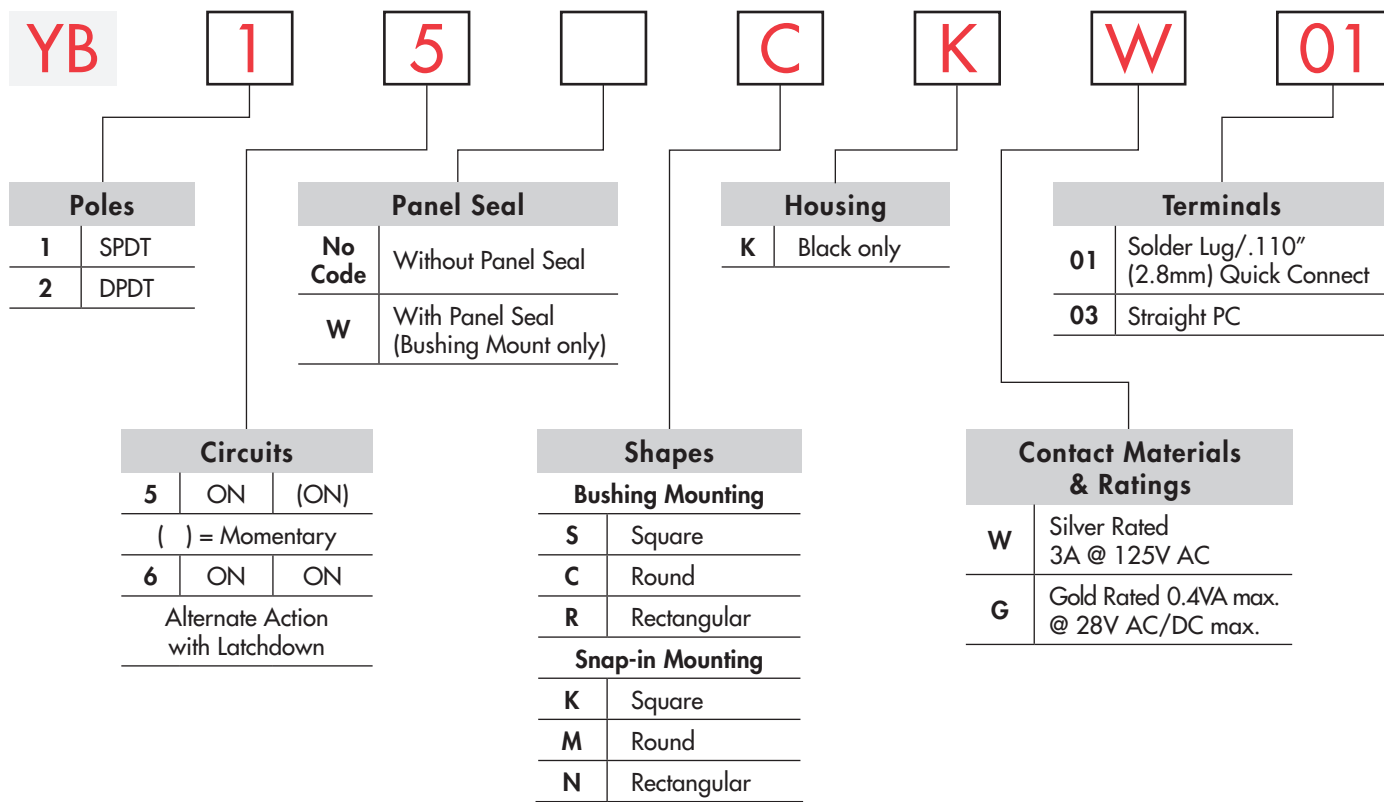 YB 1 5 C K W 01
Poles
1 SPDT
2 DPDT
Panel Seal
No Code Without Panel Seal
W With Panel Seal
(Bushing Mount only)
Housing
K Black only
Terminals
01 Solder Lug/.110”
(2.8mm) Quick Connect
03 Straight PC
Circuits
5 ON (ON)
( ) = Momentary
6 ON ON
Alternate Action
with Latchdown
Shapes
Bushing Mounting
S Square
C Round
R Rectangular
Snap-in Mounting
K Square
M Round
N Rectangular
Contact Materials
& Ratings
W Silver Rated
3A @ 125V AC
G Gold Rated 0.4VA max.
@ 28V AC/DC max.